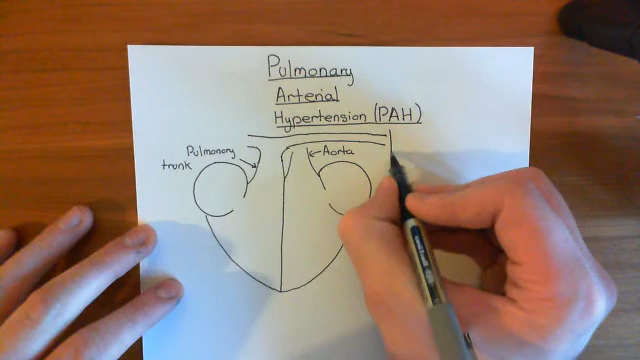 Pulmonary
Arterial
Hypertension (PAH)
Pulmonary
trunk
Aorta